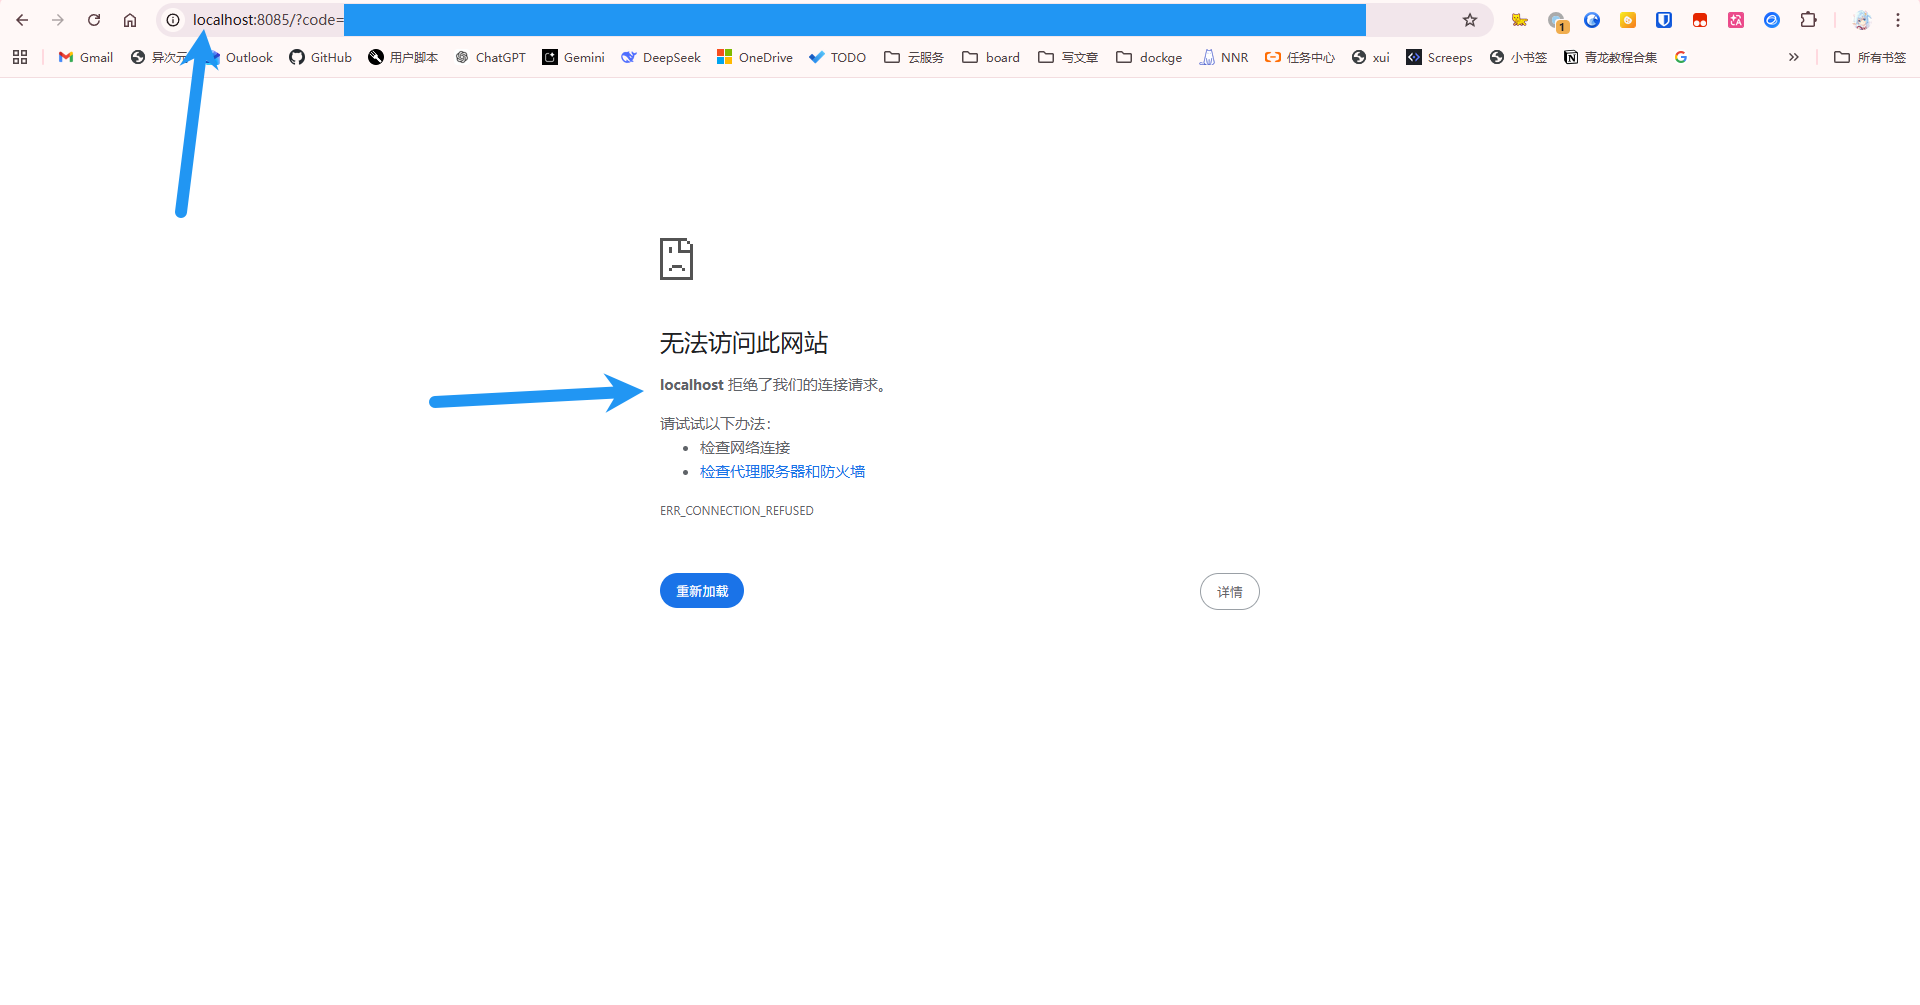 localhost:8085/?code=
1
Gmail 异次元 Outlook GitHub 用户脚本 ChatGPT Gemini DeepSeek OneDrive TODO 云服务 board 写文章 dockge NNR 任务中心 xui Screeps 小书签 青龙教程合集 所有书签
无法访问此网站
localhost 拒绝了我们的连接请求。
请试试以下办法：
检查网络连接
检查代理服务器和防火墙
ERR_CONNECTION_REFUSED
重新加载 详情